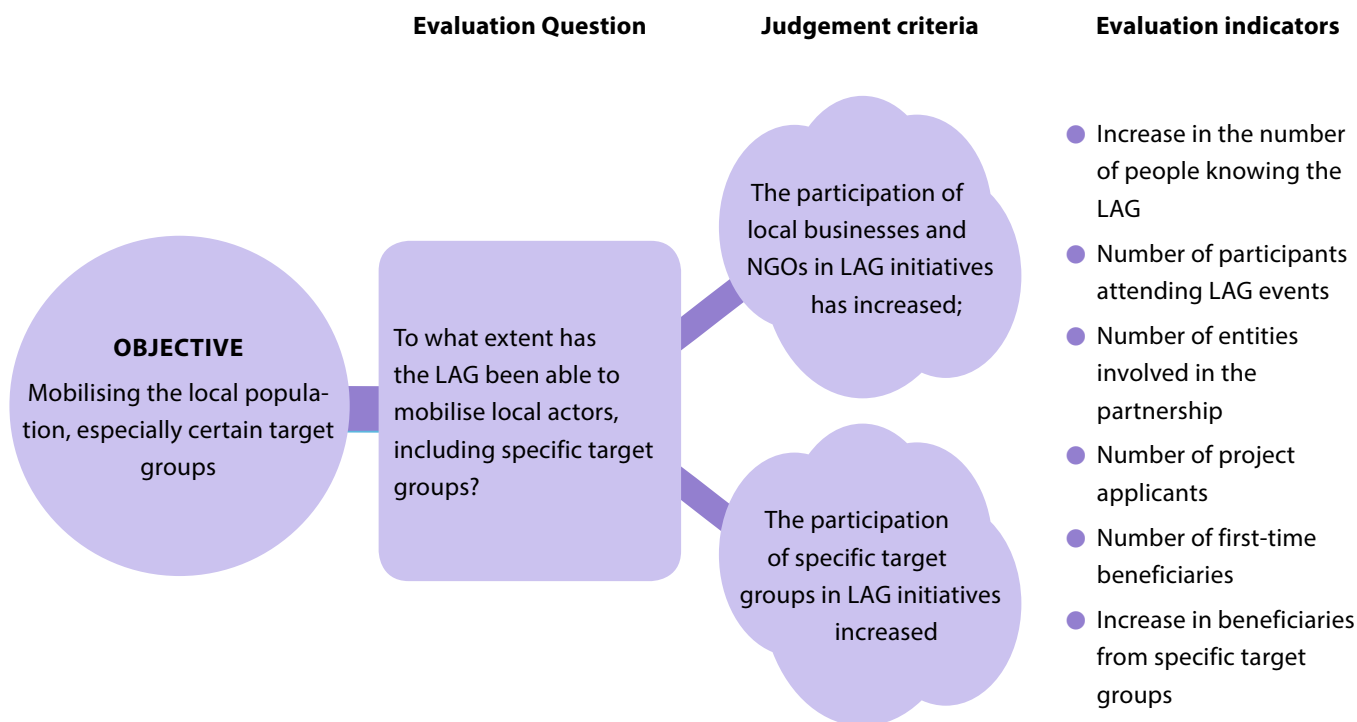 Evaluation Question
Judgement criteria
Evaluation indicators
OBJECTIVE
Mobilising the local popula-
tion, especially certain target
groups
To what extent has
the LAG been able to
mobilise local actors,
including specific target
groups?
The participation of
local businesses and
NGOs in LAG initiatives
has increased;
The participation
of specific target
groups in LAG initiatives
increased
Increase in the number
of people knowing the
LAG
Number of participants
attending LAG events
Number of entities
involved in the
partnership
Number of project
applicants
Number of first-time
beneficiaries
Increase in beneficiaries
from specific target
groups